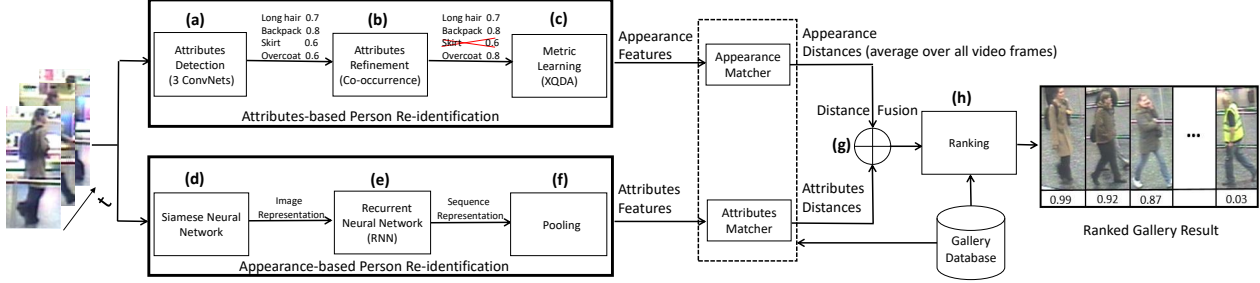 (a)
Attributes
Detection
(3 ConvNets)
Long hair 0.7
Backpack 0.8
Skirt 0.6
Overcoat 0.6
(b)
Attributes
Refinement
(Co-occurrence)
Long hair 0.7
Backpack 0.8
Skirt 0.6
Overcoat 0.8
(c)
Metric
Learning
(XQDA)
Attributes-based Person Re-identification
Appearance
Features
Appearance
Matcher
Appearance
Distances (average over all video frames)
Distance Fusion
(g)
(h)
Ranking
...
0.99 0.92 0.87 0.03
Ranked Gallery Result
t
(d)
Siamese Neural
Network
Image
Representation
(e)
Recurrent
Neural Network
(RNN)
Sequence
Representation
(f)
Pooling
Appearance-based Person Re-identification
Attributes
Features
Attributes
Matcher
Attributes
Distances
Gallery
Database